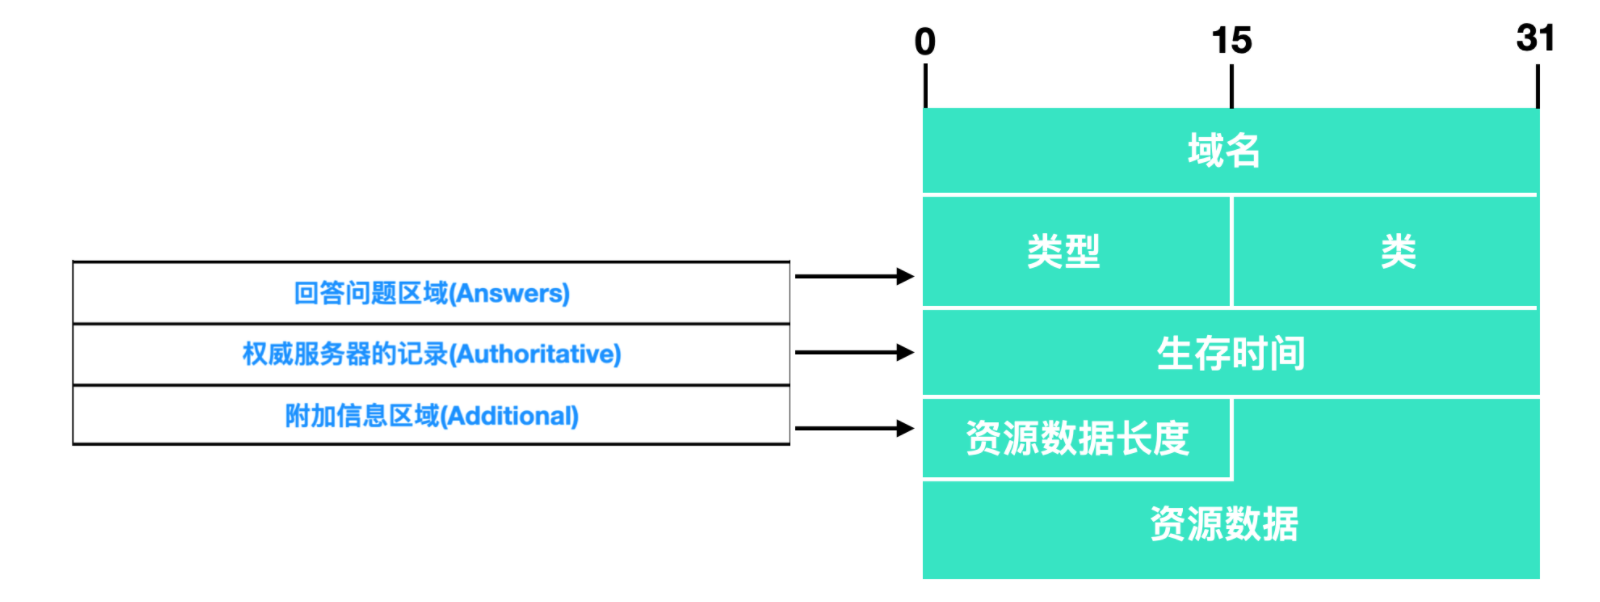 0 15 31
域名
类型 类
生存时间
资源数据长度
资源数据
回答问题区域(Answers)
权威服务器的记录(Authoritative)
附加信息区域(Additional)